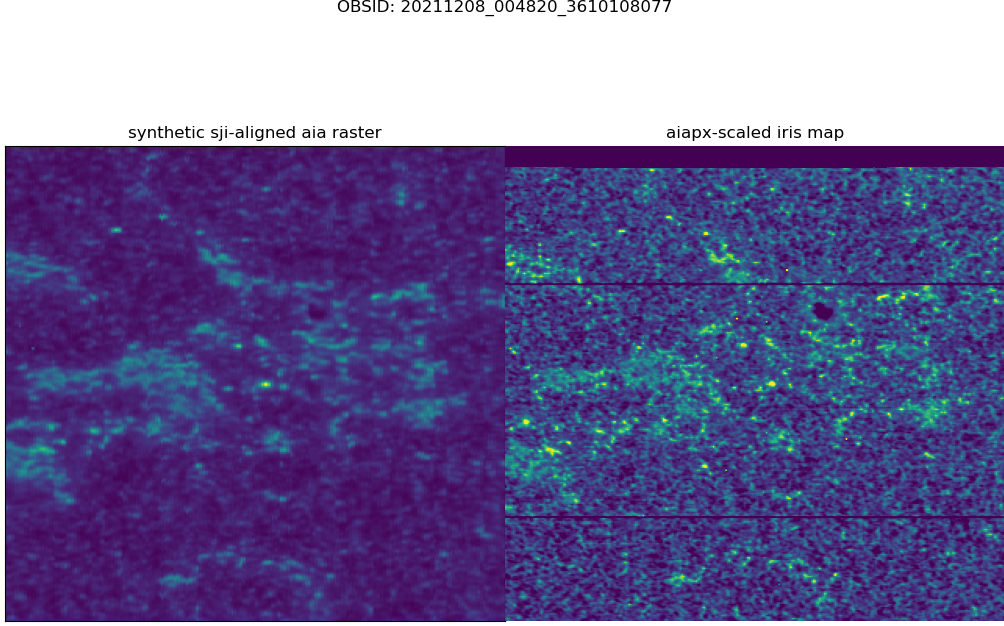 OBSID: 20211208_004820_3610108077
synthetic sji-aligned aia raster
aiapx-scaled iris map